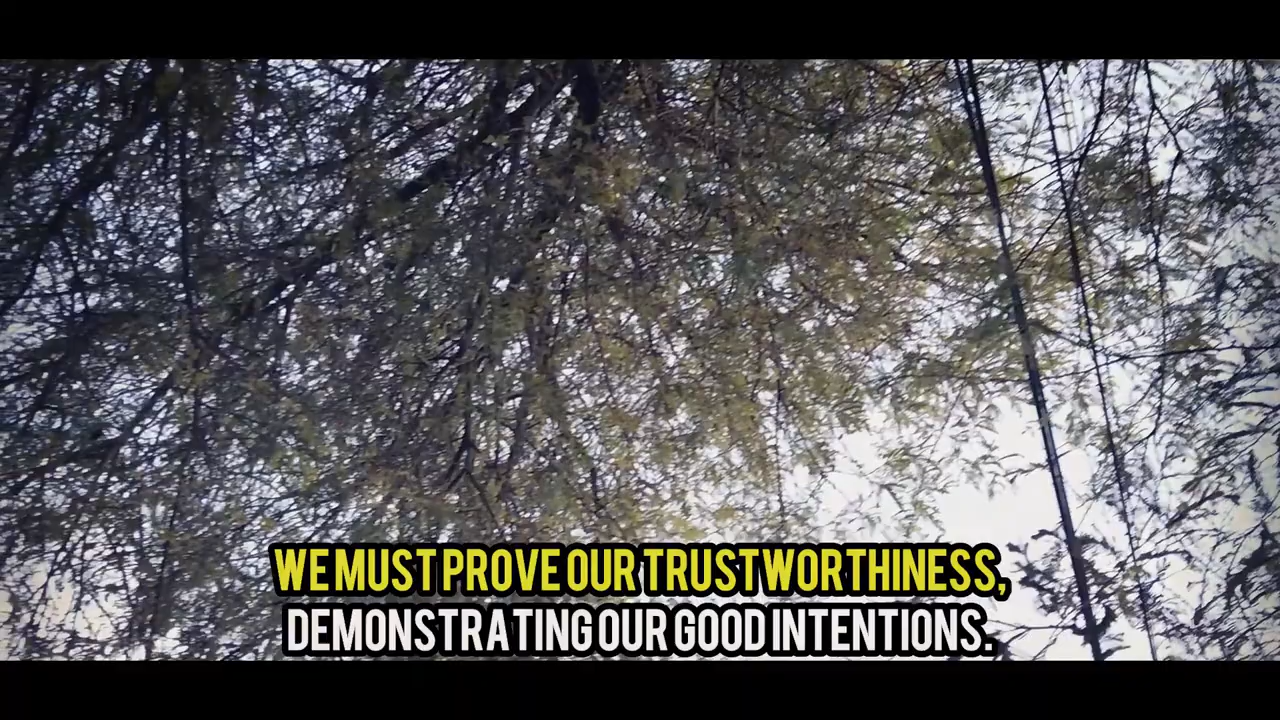 WE MUST PROVE OUR TRUSTWORTHINESS,
DEMONSTRATING OUR GOOD INTENTIONS.